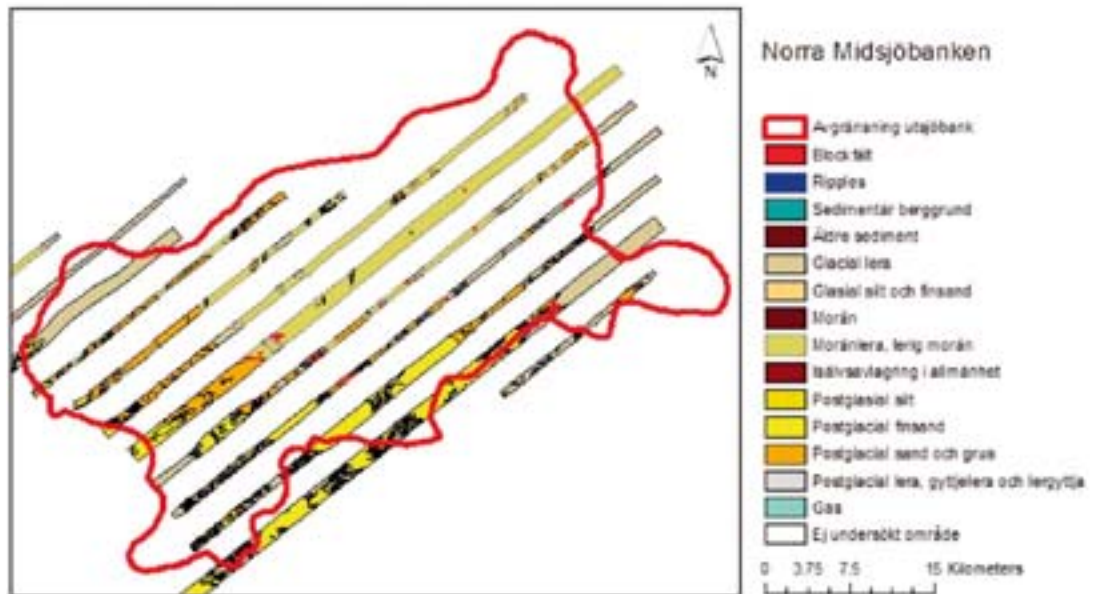 N
Norra Midsjöbanken
Avgränsning utsjöbank
Blockfält
Ripples
Sedimentär berggrund
Äldre sediment
Glacial lera
Glasial silt och finsand
Morän
Moränlera, lerig morän
Isälvsavlagring i allmänhet
Postglasial silt
Postglacial finsand
Postglacial sand och grus
Postglacial lera, gyttjelera och lergyttja
Gas
Ej undersökt område
0 3.75 7.5 15 Kilometers